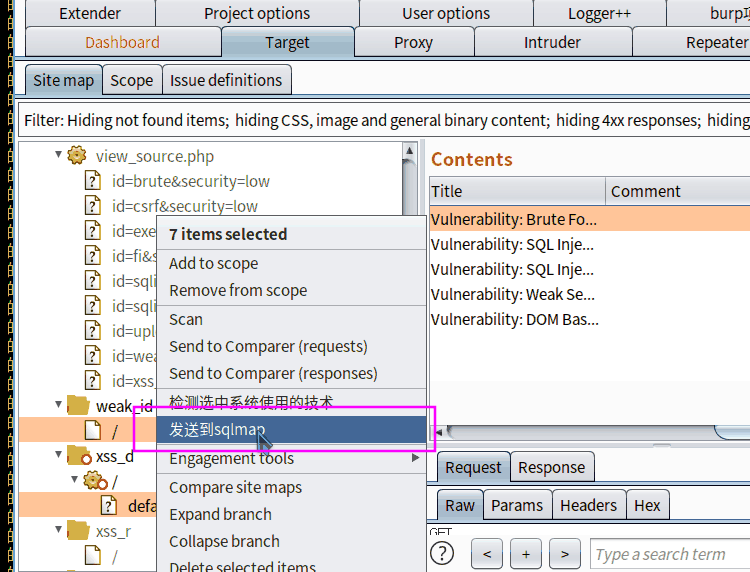 Extender Project options User options Logger++ burp
Dashboard Target Proxy Intruder Repeater
Site map Scope Issue definitions
Filter: Hiding not found items; hiding CSS, image and general binary content; hiding 4xx responses; hiding
view_source.php
id=brute&security=low
id=csrf&security=low
id=exe
id=fi&s
id=sqli
id=sqli
id=uplo
id=wea
id=xss_
weak_id
/
xss_d
/
defa
xss_r
/
7 items selected
Add to scope
Remove from scope
Scan
Send to Comparer (requests)
Send to Comparer (responses)
检测选中系统使用的技术
发送到sqlmap
Engagement tools
Compare site maps
Expand branch
Collapse branch
Delete selected items
Contents
Title Comment
Vulnerability: Brute Fo...
Vulnerability: SQL Inje...
Vulnerability: SQL Inje...
Vulnerability: Weak Se...
Vulnerability: DOM Bas...
Request Response
Raw Params Headers Hex
GET
? < + > Type a search term